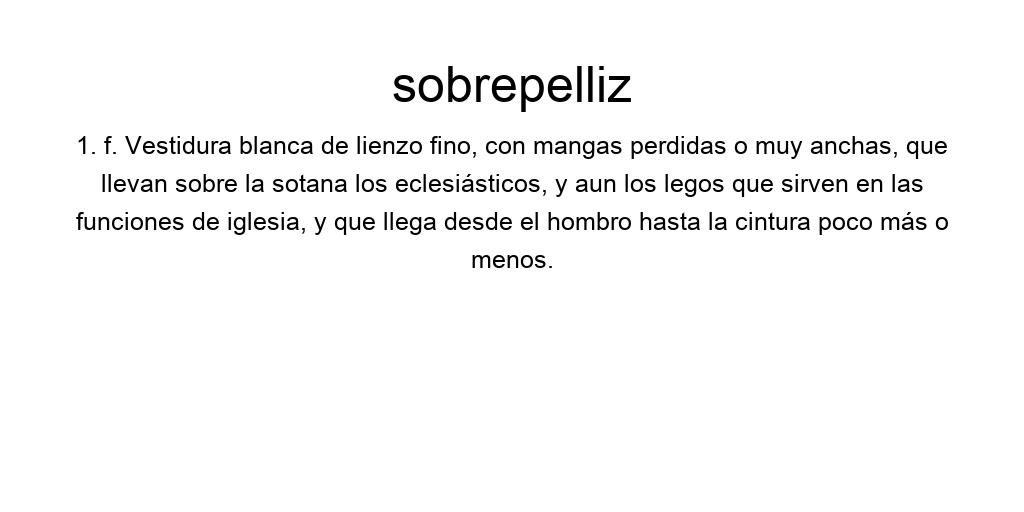 sobrepelliz
1. f. Vestidura blanca de lienzo fino, con mangas perdidas o muy anchas, que
llevan sobre la sotana los eclesiásticos, y aun los legos que sirven en las
funciones de iglesia, y que llega desde el hombro hasta la cintura poco más o
menos.